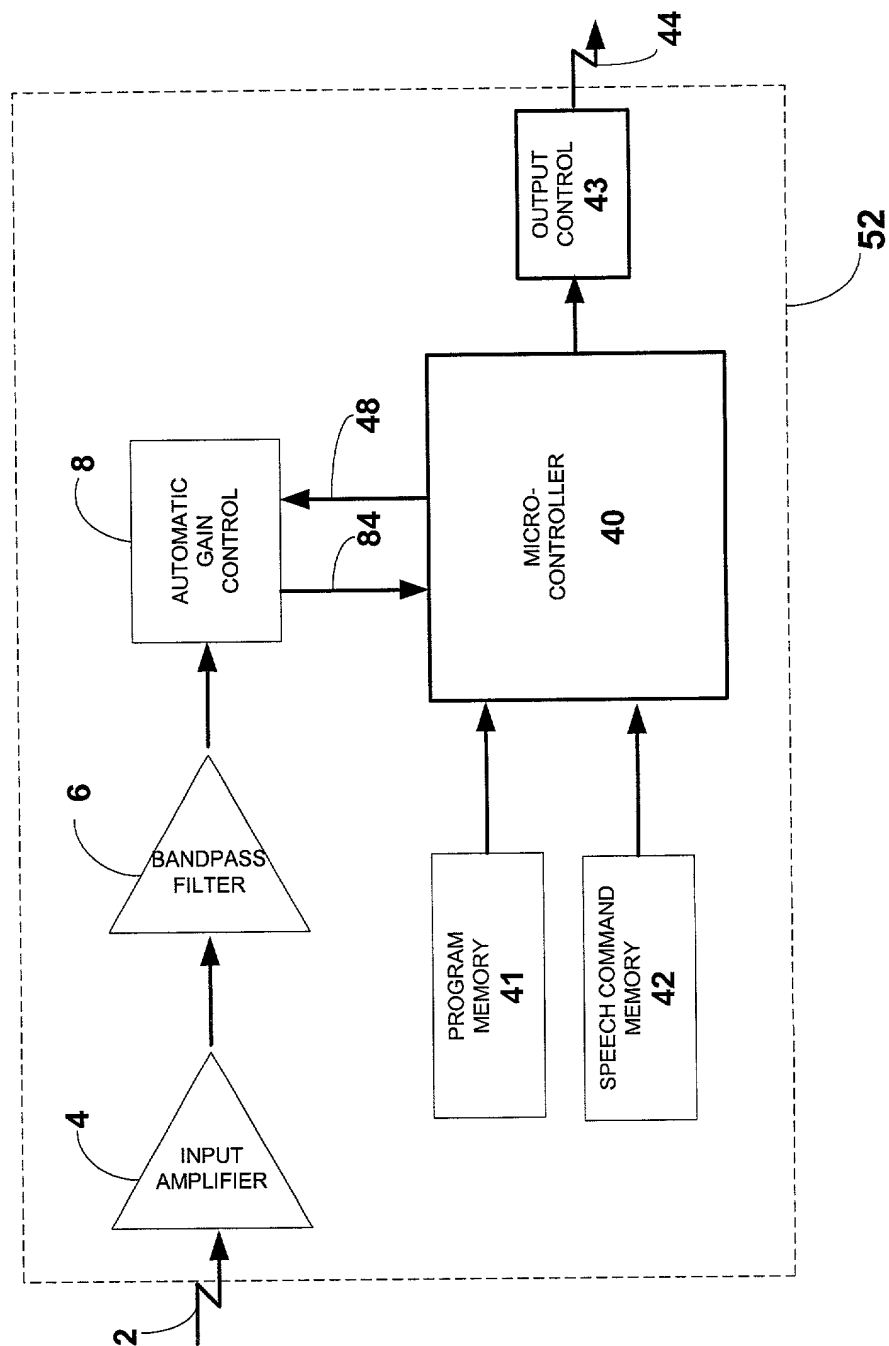 2
4
INPUT
AMPLIFIER
6
BANDPASS
FILTER
8
AUTOMATIC
GAIN
CONTROL
84
48
PROGRAM
MEMORY
41
SPEECH COMMAND
MEMORY
42
MICRO-
CONTROLLER
40
OUTPUT
CONTROL
43
44
52